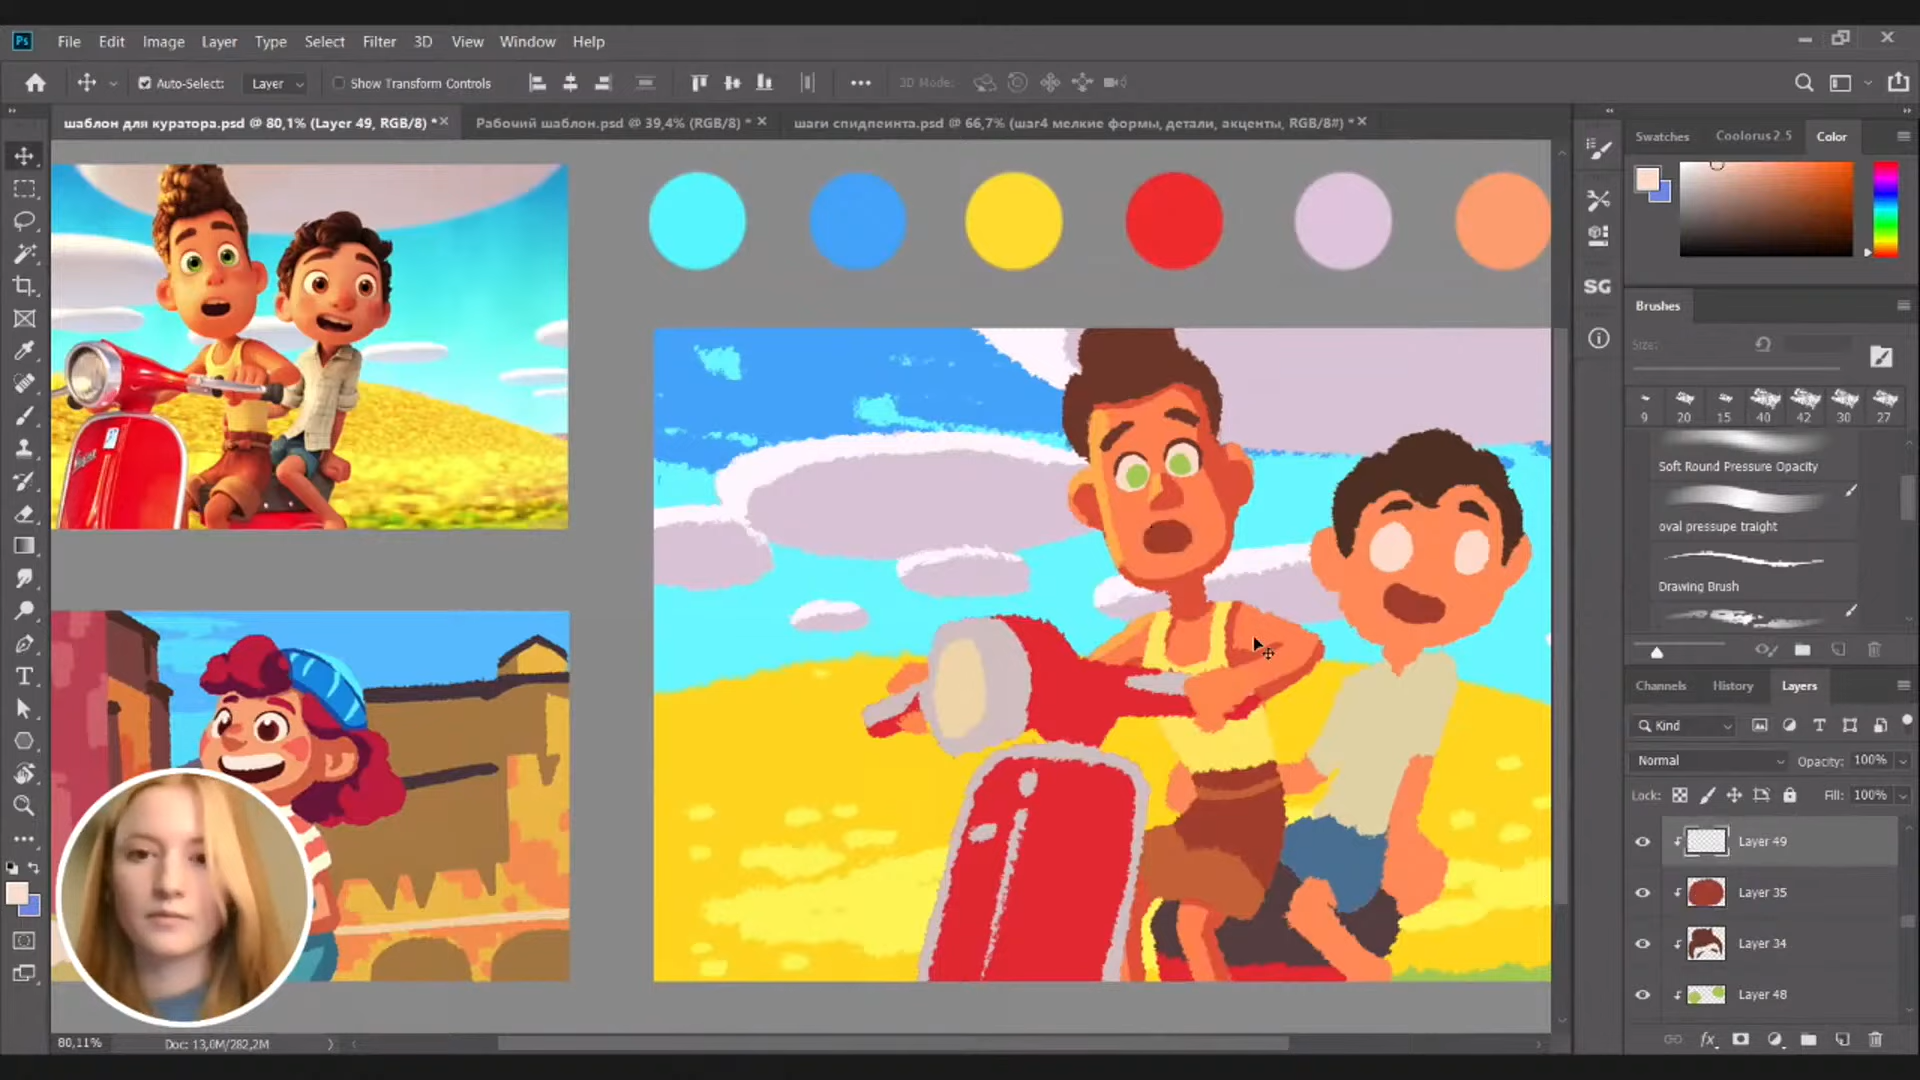 Ps File Edit Image Layer Type Select Filter 3D View Window Help
Auto-Select: Layer Show Transform Controls 3D Mode:
шаблон для куратора.psd @ 80,1% (Layer 49, RGB/8) * Рабочий шаблон.psd @ 39,4% (RGB/8) * шаги спидпеинта.psd @ 66,7% (шаг4 мелкие формы, детали, акценты, RGB/8#) *
Swatches Coolorus 2.5 Color
SG
Brushes
Size:
9 20 15 40 42 30 27
Soft Round Pressure Opacity
oval pressupe traight
Drawing Brush
Channels History Layers
Kind
Normal Opacity: 100%
Lock: Fill: 100%
Layer 49
Layer 35
Layer 34
Layer 48
80,11% Doc: 13,0M/282,2M